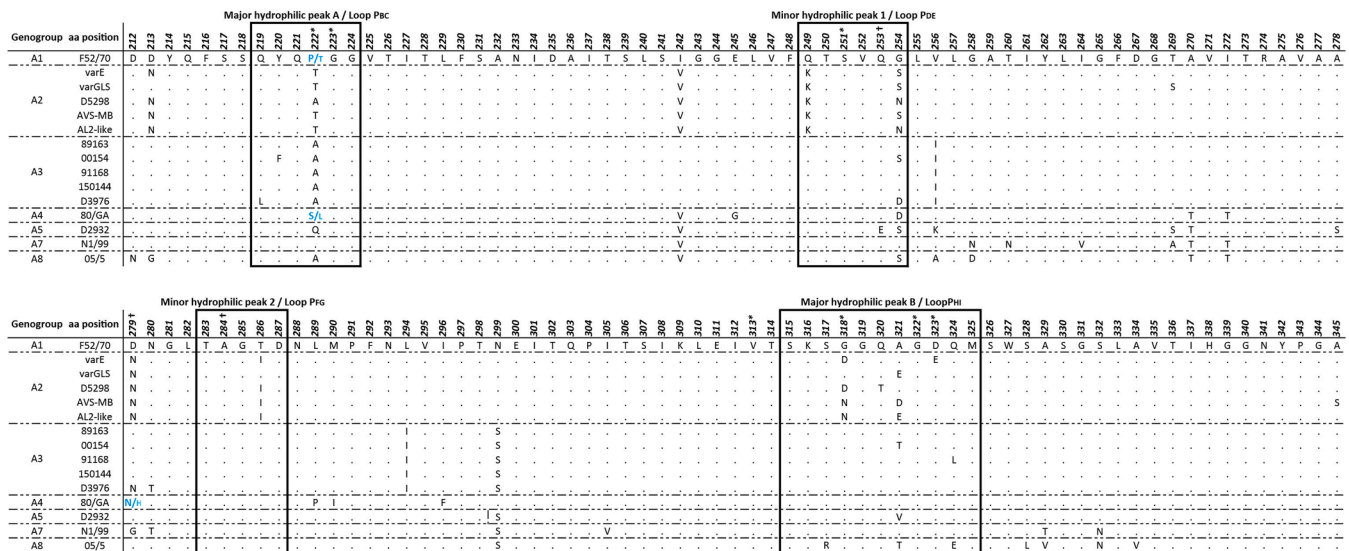 Major hydrophilic peak A / Loop PBC Minor hydrophilic peak 1 / Loop PDE
Genogroup aa position 212 213 214 215 216 217 218 219 220 221 222* 223* 224 225 226 227 228 229 230 231 232 233 234 235 236 237 238 239 240 241 242 243 244 245 246 247 248 249 250 251* 252 253† 254 255 256 257 258 259 260 261 262 263 264 265 266 267 268 269 270 271 272 273 274 275 276 277 278
A1 F52/70 D D Y Q F S S Q Y Q P/T G G V T I T L F S A N I D A I T S L S I G G E L V F Q T S V Q G L V L G A T I Y L I G F D G T A V I T R A V A A
varE N T V K S
varGLS T V K S S
A2 D5298 N A V K N
AVS-MB N T V K S
AL2-like N T V K N
89163 A I
00154 F A S I
A3 91168 A I
150144 A I
D3976 L A D I
A4 80/GA S/L V G D T T
A5 D2932 Q V E S K S T S
A7 N1/99 V N N V A T T
A8 05/5 N G A V S A D T T
Minor hydrophilic peak 2 / Loop PFG Major hydrophilic peak B / LoopPHI
Genogroup aa position 279† 280 281 282 283 284† 286 287 288 289 290 291 292 293 294 295 296 297 298 299 300 301 302 303 304 305 306 307 308 309 310 311 312 313* 314 315 316 317 318* 319 320 321 322* 323* 324 325 326 327 328 329 330 331 332 333 334 335 336 337 338 339 340 341 342 343 344 345
A1 F52/70 D N G L T A G T D N L M P F N L V I P T N E I T Q P I T S I K L E I V T S K S G G Q A G D Q M S W S A S G S L A V T I H G G N Y P G A
varE N I D E
varGLS N E
A2 D5298 N I D T
AVS-MB N I N D S
AL2-like N I N E
89163 I S
00154 I S T
A3 91168 I S L
150144 I S
D3976 N T I S
A4 80/GA N/H P I F
A5 D2932 I S V
A7 N1/99 G T S V T N
A8 05/5 S R T E L V N V